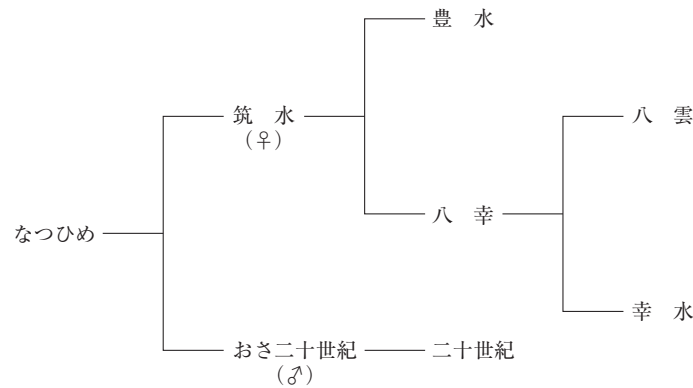 豊 水
筑 水
(♀)
八 雲
八 幸
なつひめ
幸 水
おさ二十世紀
(♂)
二十世紀